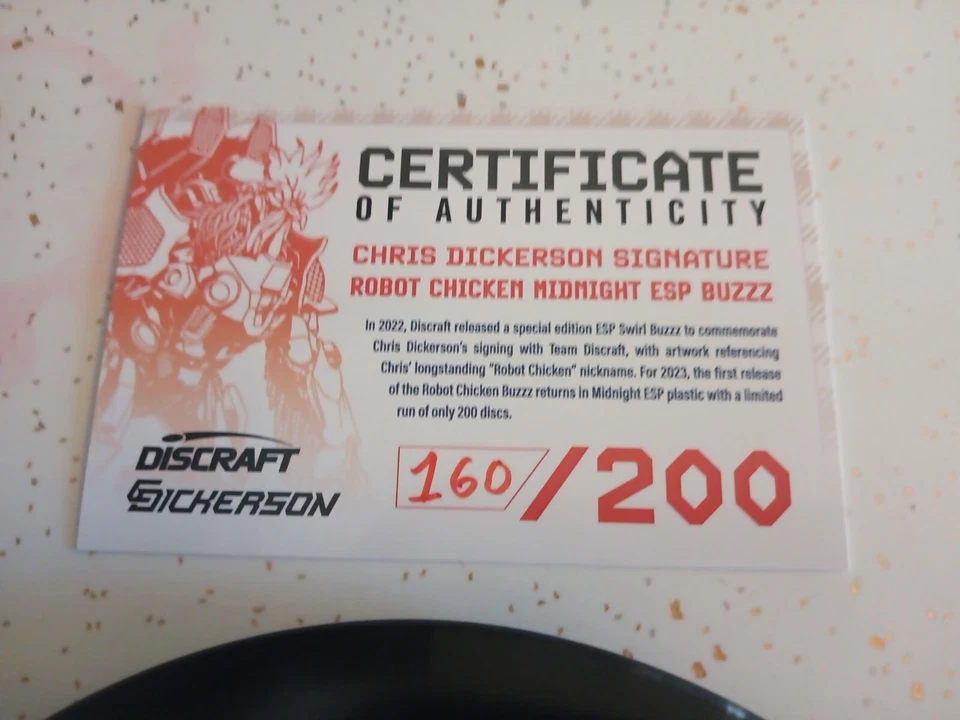 CERTIFICATE
OF AUTHENTICITY
CHRIS DICKERSON SIGNATURE
ROBOT CHICKEN MIDNIGHT ESP BUZZZ
In 2022, Discraft released a special edition ESP Swirl Buzzz to commemorate
Chris Dickerson's signing with Team Discraft, with artwork referencing
Chris' longstanding "Robot Chicken" nickname. For 2023, the first release
of the Robot Chicken Buzzz returns in Midnight ESP plastic with a limited
run of only 200 discs.
DISCRAFT
DICKERSON
160/200